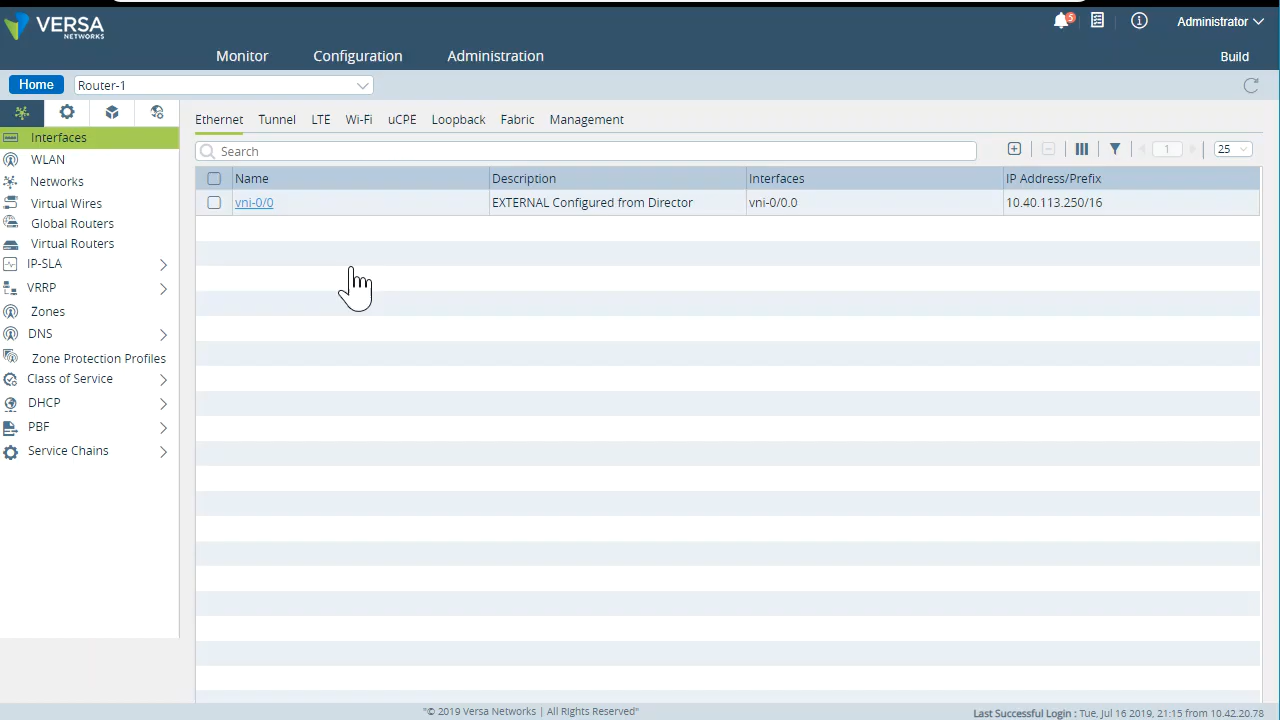 VERSA
NETWORKS
5
Administrator
Monitor Configuration Administration Build
Home Router-1
Interfaces
WLAN
Networks
Virtual Wires
Global Routers
Virtual Routers
IP-SLA
VRRP
Zones
DNS
Zone Protection Profiles
Class of Service
DHCP
PBF
Service Chains
Ethernet Tunnel LTE Wi-Fi uCPE Loopback Fabric Management
Search 1 25
Name Description Interfaces IP Address/Prefix
vni-0/0 EXTERNAL Configured from Director vni-0/0.0 10.40.113.250/16
"© 2019 Versa Networks | All Rights Reserved"
Last Successful Login : Tue, Jul 16 2019, 21:15 from 10.42.20.78